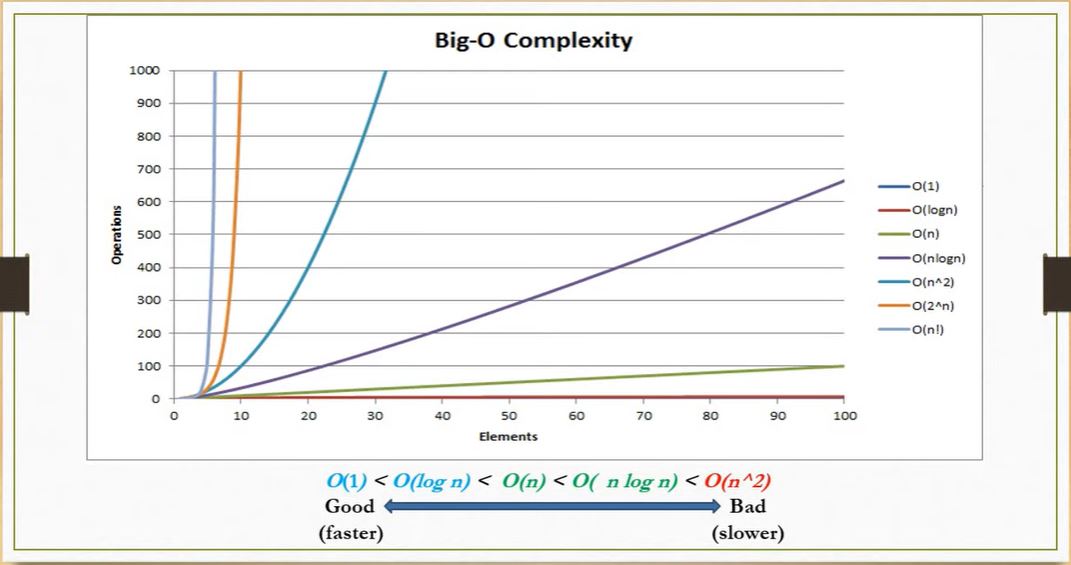 Big-O Complexity
1000
900
800
700
600
500
400
300
200
100
0
Operations
0 10 20 30 40 50 60 70 80 90 100
Elements
O(1)
O(logn)
O(n)
O(nlogn)
O(n^2)
O(2^n)
O(n!)
O(1) < O(log n) < O(n) < O( n log n) < O(n^2)
Good Bad
(faster) (slower)